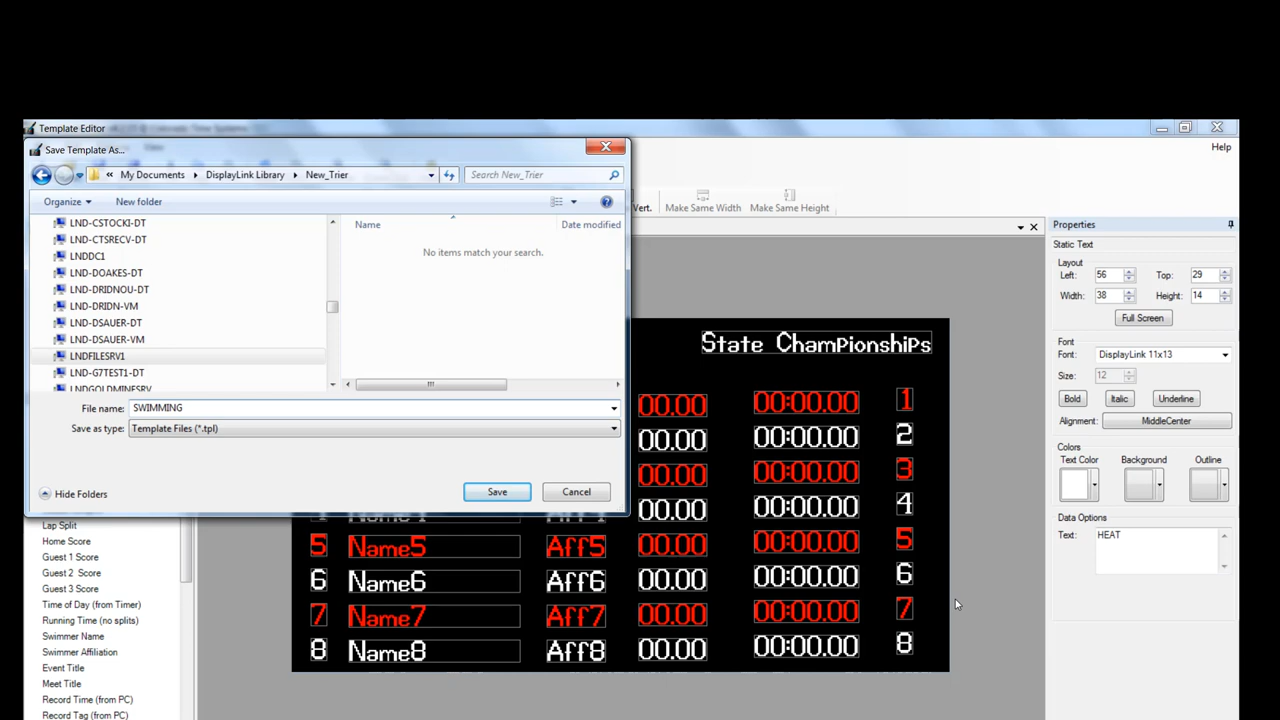 Template Editor
Save Template As...
« My Documents DisplayLink Library New_Trier Search New_Trier
Help
Organize New folder
Vert. Make Same Width Make Same Height
LND-CSTOCKI-DT
LND-CTSRECV-DT
LNDDC1
LND-DOAKES-DT
LND-DRIDNOU-DT
LND-DRIDN-VM
LND-DSAUER-DT
LND-DSAUER-VM
LNDFILESRV1
LND-G7TEST1-DT
LNDGOLDMINESRV
Name Date modified
No items match your search.
File name: SWIMMING
Save as type: Template Files (*.tpl)
Hide Folders Save Cancel
State Championships
00.00 00:00.00 1
00.00 00:00.00 2
00.00 00:00.00 3
00.00 00:00.00 4
5 Name5 Aff5 00.00 00:00.00 5
6 Name6 Aff6 00.00 00:00.00 6
7 Name7 Aff7 00.00 00:00.00 7
8 Name8 Aff8 00.00 00:00.00 8
Lap Split
Home Score
Guest 1 Score
Guest 2 Score
Guest 3 Score
Time of Day (from Timer)
Running Time (no splits)
Swimmer Name
Swimmer Affiliation
Event Title
Meet Title
Record Time (from PC)
Record Tag (from PC)
Properties
Static Text
Layout
Left: 56 Top: 29
Width: 38 Height: 14
Full Screen
Font
Font: DisplayLink 11x13
Size: 12
Bold Italic Underline
Alignment: MiddleCenter
Colors
Text Color Background Outline
Data Options
Text: HEAT